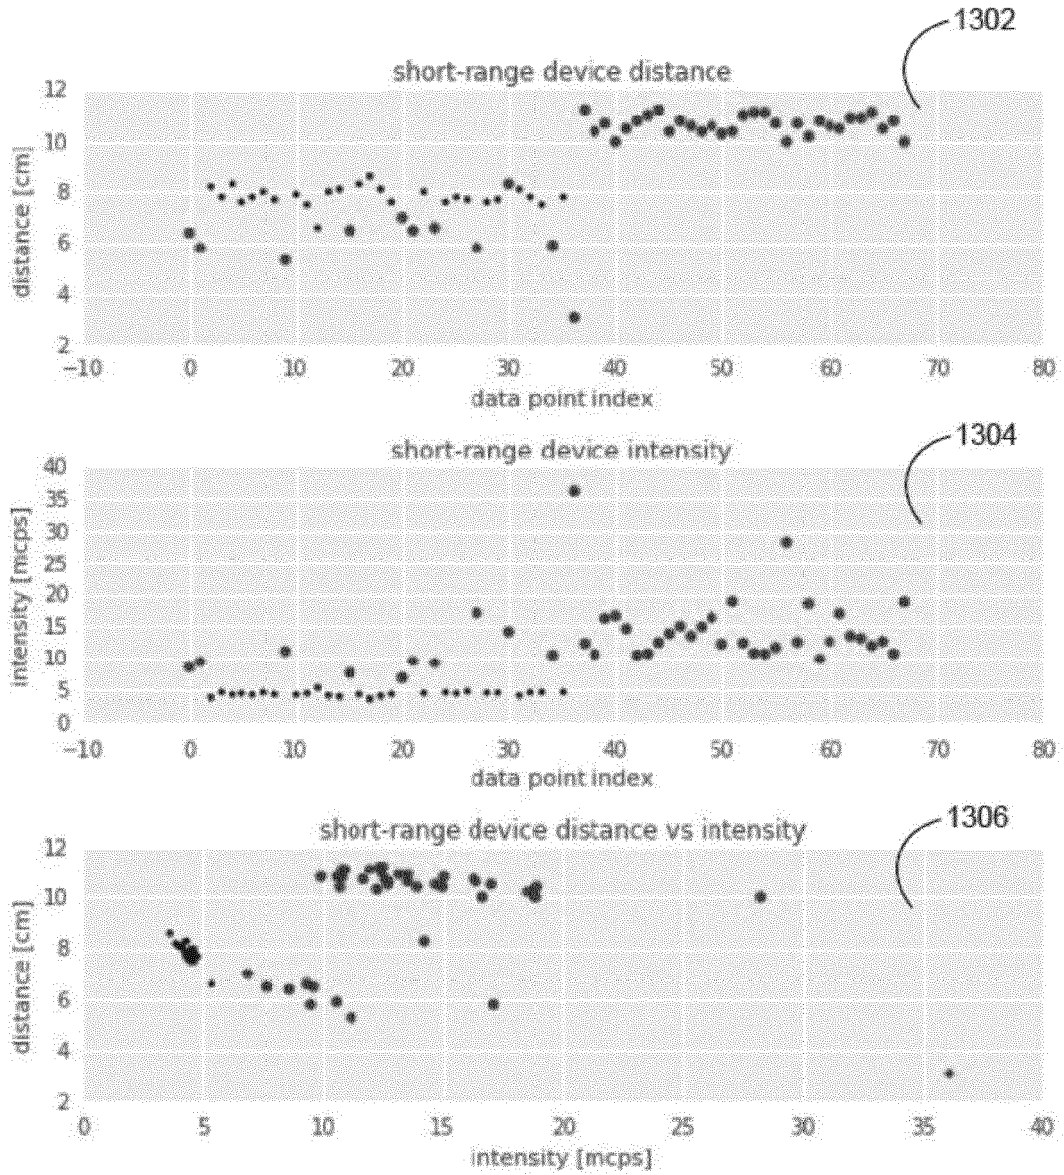 1302
short-range device distance
12
10
8
6
4
2
distance [cm]
−10 0 10 20 30 40 50 60 70 80
data point index
1304
short-range device intensity
40
35
30
25
20
15
10
5
0
intensity [mcps]
−10 0 10 20 30 40 50 60 70 80
data point index
1306
short-range device distance vs intensity
12
10
8
6
4
2
distance [cm]
0 5 10 15 20 25 30 35 40
intensity [mcps]